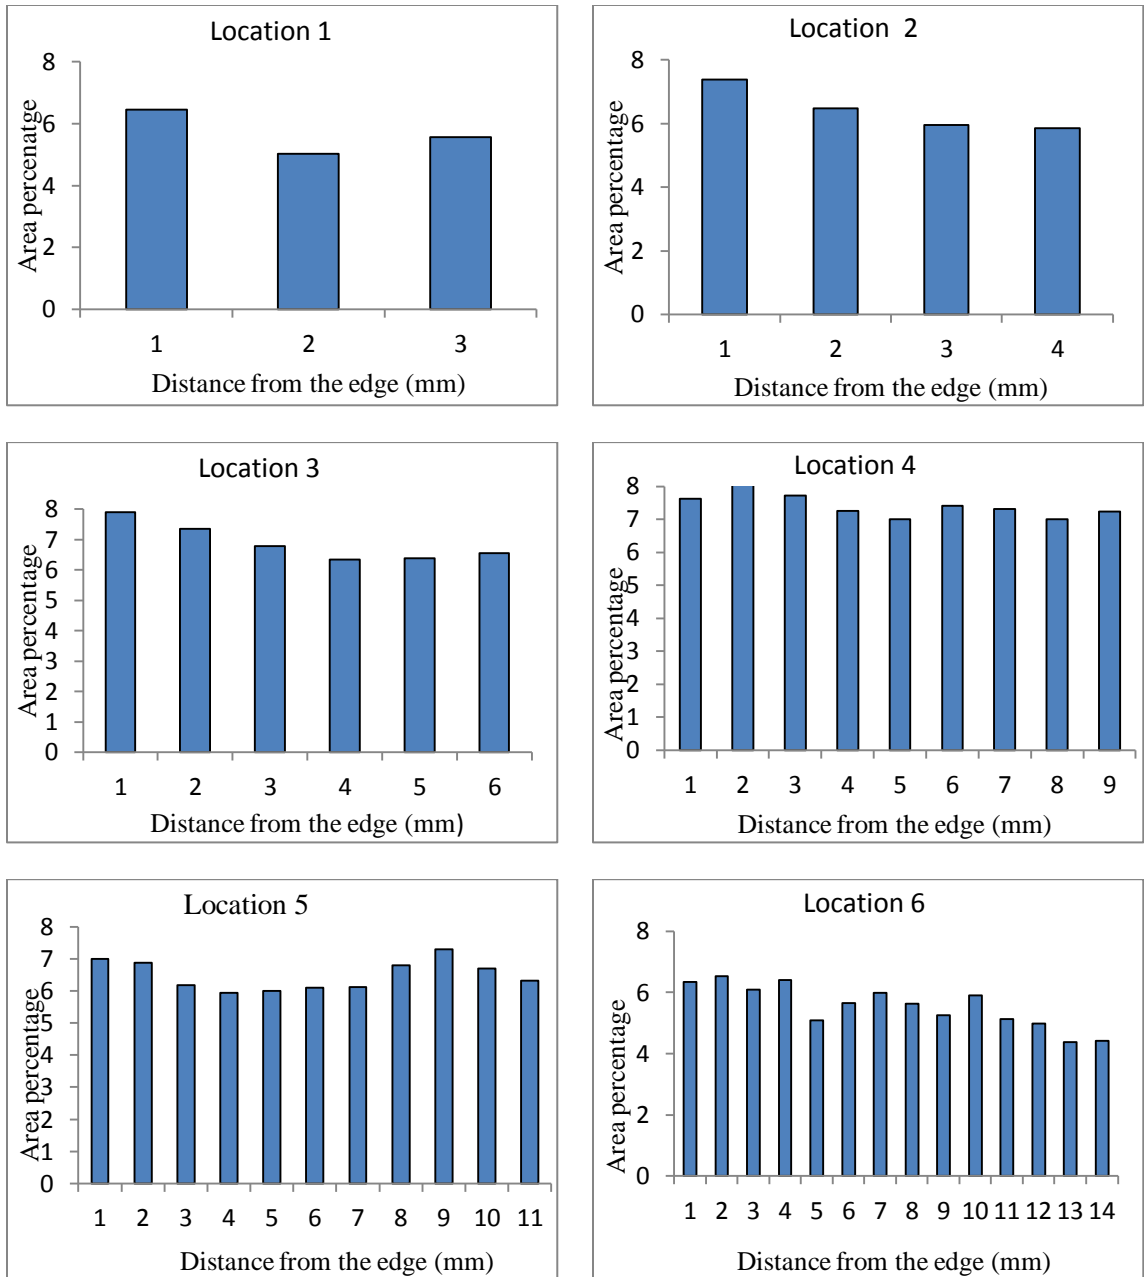 Location 1
Area percenatge
8
6
4
2
0
1 2 3
Distance from the edge (mm)
Location 2
Area percentage
8
6
4
2
0
1 2 3 4
Distance from the edge (mm)
Location 3
Area percentage
8
7
6
5
4
3
2
1
0
1 2 3 4 5 6
Distance from the edge (mm)
Location 4
Area percentage
8
7
6
5
4
3
2
1
0
1 2 3 4 5 6 7 8 9
Distance from the edge (mm)
Location 5
Area percentage
8
7
6
5
4
3
2
1
0
1 2 3 4 5 6 7 8 9 10 11
Distance from the edge (mm)
Location 6
Area percentage
8
6
4
2
0
1 2 3 4 5 6 7 8 9 10 11 12 13 14
Distance from the edge (mm)